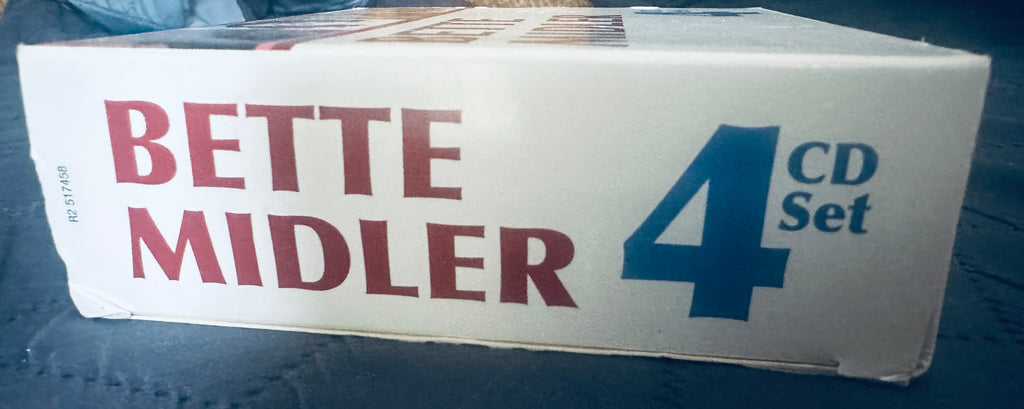 BETTE
MIDLER
4
CD
Set
R2 517458